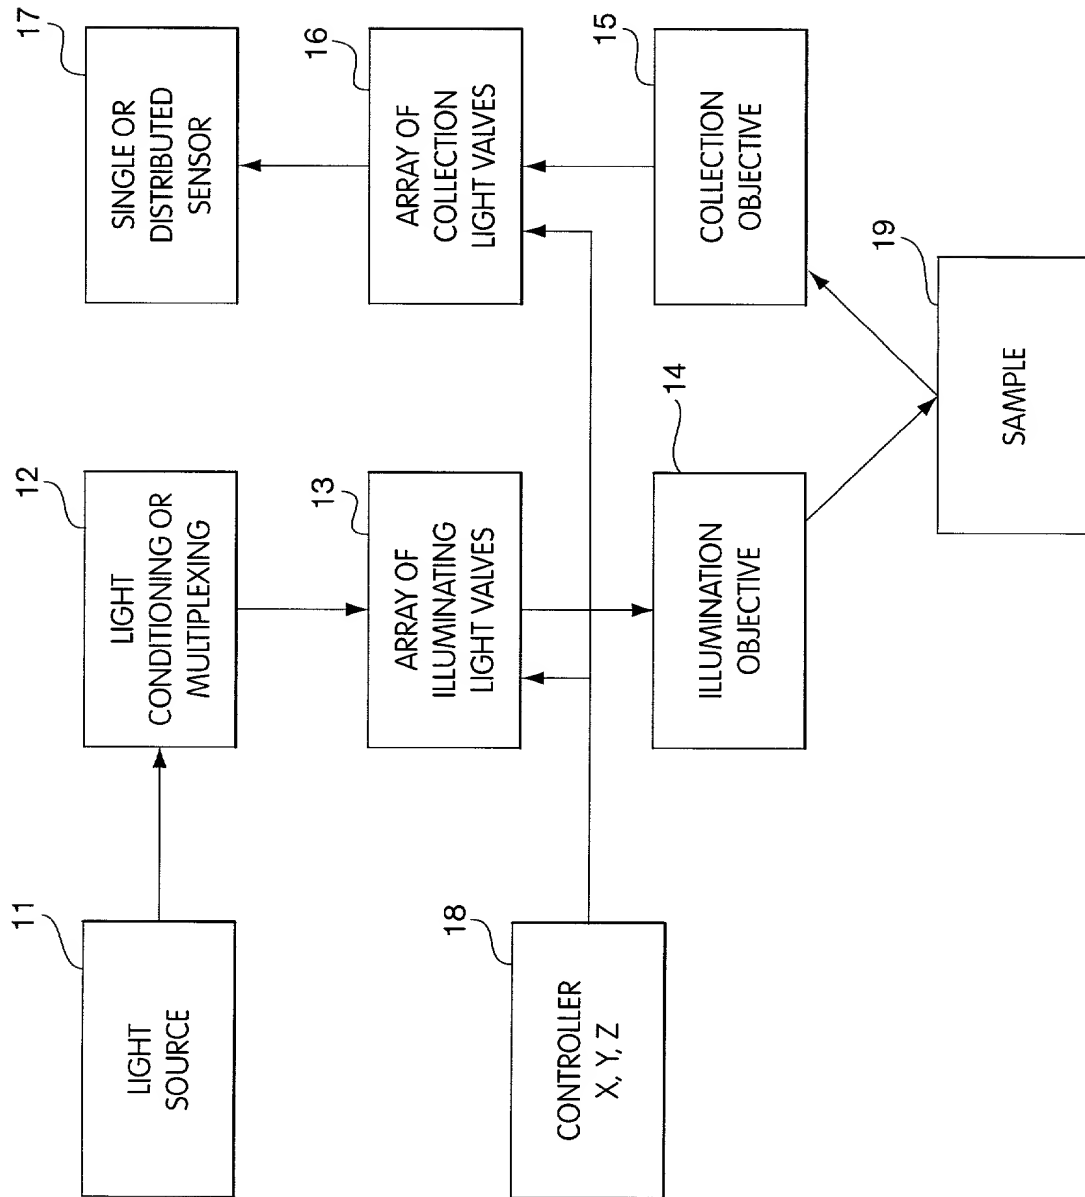 11
LIGHT
SOURCE
12
LIGHT
CONDITIONING OR
MULTIPLEXING
17
SINGLE OR
DISTRIBUTED
SENSOR
13
ARRAY OF
ILLUMINATING
LIGHT VALVES
16
ARRAY OF
COLLECTION
LIGHT VALVES
18
CONTROLLER
X, Y, Z
14
ILLUMINATION
OBJECTIVE
15
COLLECTION
OBJECTIVE
19
SAMPLE